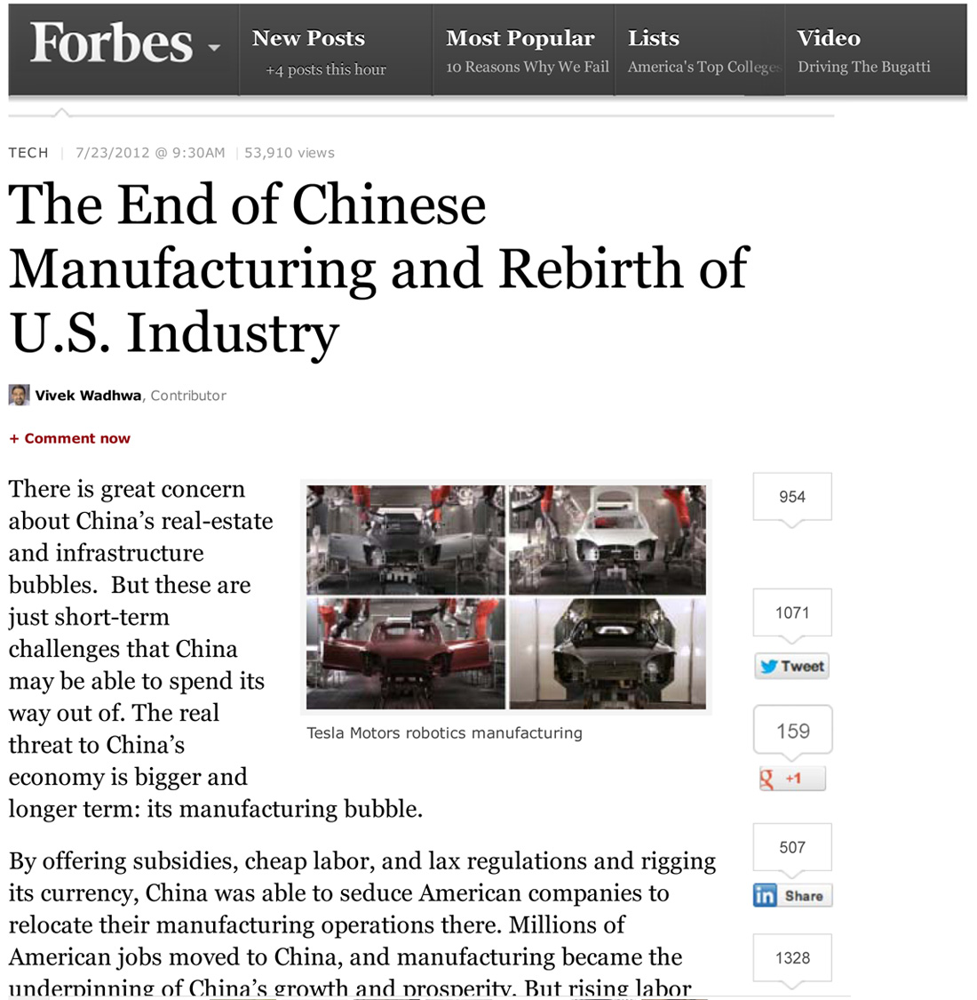 Forbes
New Posts
+4 posts this hour
Most Popular
10 Reasons Why We Fail
Lists
America's Top Colleges
Video
Driving The Bugatti
TECH | 7/23/2012 @ 9:30AM | 53,910 views
The End of Chinese
Manufacturing and Rebirth of
U.S. Industry
Vivek Wadhwa, Contributor
+ Comment now
There is great concern
about China’s real-estate
and infrastructure
bubbles.  But these are
just short-term
challenges that China
may be able to spend its
way out of. The real
threat to China’s
economy is bigger and
longer term: its manufacturing bubble.
Tesla Motors robotics manufacturing
By offering subsidies, cheap labor, and lax regulations and rigging
its currency, China was able to seduce American companies to
relocate their manufacturing operations there. Millions of
American jobs moved to China, and manufacturing became the
underpinning of China’s growth and prosperity. But rising labor
954
1071
Tweet
159
g +1
507
in Share
1328